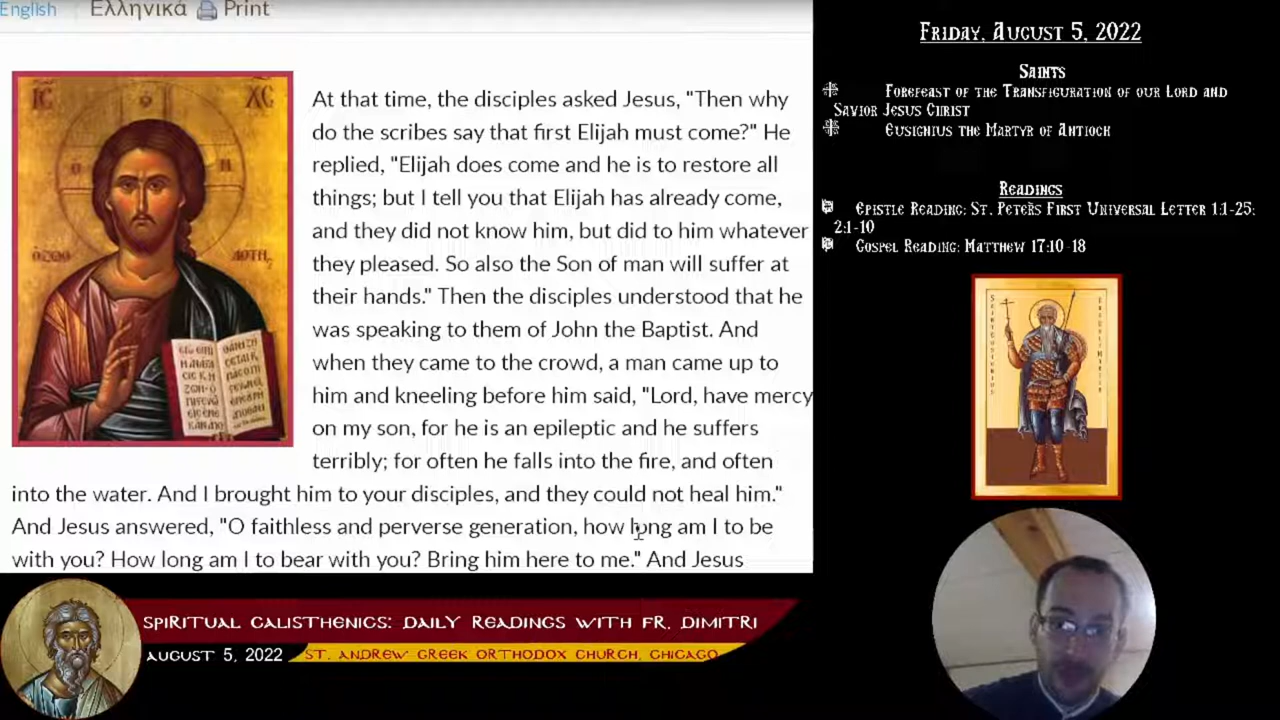 English Ελληνικά Print
IC XC
At that time, the disciples asked Jesus, "Then why
do the scribes say that first Elijah must come?" He
replied, "Elijah does come and he is to restore all
things; but I tell you that Elijah has already come,
and they did not know him, but did to him whatever
they pleased. So also the Son of man will suffer at
their hands." Then the disciples understood that he
was speaking to them of John the Baptist. And
when they came to the crowd, a man came up to
him and kneeling before him said, "Lord, have mercy
on my son, for he is an epileptic and he suffers
terribly; for often he falls into the fire, and often
into the water. And I brought him to your disciples, and they could not heal him."
And Jesus answered, "O faithless and perverse generation, how long am I to be
with you? How long am I to bear with you? Bring him here to me." And Jesus
Friday, August 5, 2022
Saints
Forefeast of the Transfiguration of our Lord and
Savior Jesus Christ
Eusignius the Martyr of Antioch
Readings
Epistle Reading: St. Peter's First Universal Letter 1:1-25;
2:1-10
Gospel Reading: Matthew 17:10-18
Spiritual Calisthenics: Daily Readings with Fr. Dimitri
August 5, 2022 St. Andrew Greek Orthodox Church, Chicago